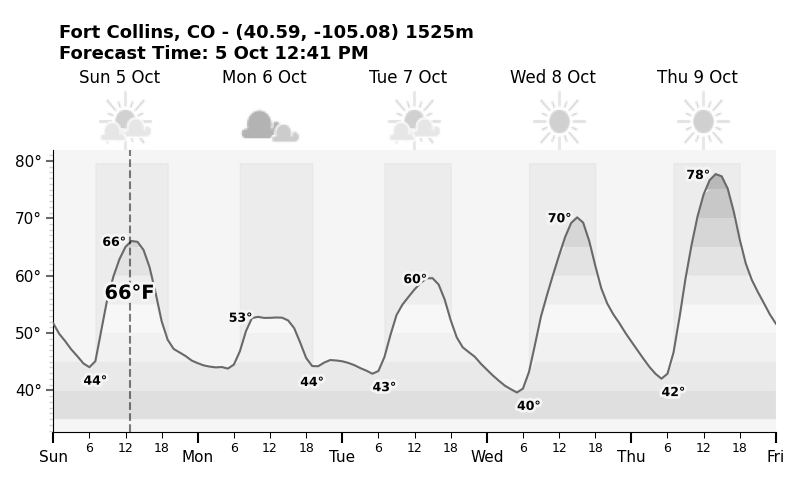 Fort Collins, CO - (40.59, -105.08) 1525m
Forecast Time: 5 Oct 12:41 PM
Sun 5 Oct Mon 6 Oct Tue 7 Oct Wed 8 Oct Thu 9 Oct
80°
78°
70° 70°
66°
60° 60°
66°F
53°
50°
44° 44° 43° 42°
40° 40°
6 12 18 6 12 18 6 12 18 6 12 18 6 12 18
Sun Mon Tue Wed Thu Fri